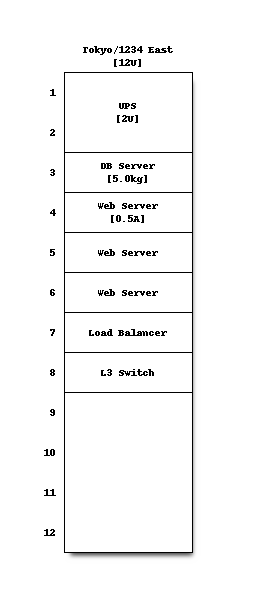 Tokyo/1234 East
[12U]
1
UPS
[2U]
2
3
DB Server
[5.0kg]
4
Web Server
[0.5A]
5
Web Server
6
Web Server
7
Load Balancer
8
L3 Switch
9
10
11
12